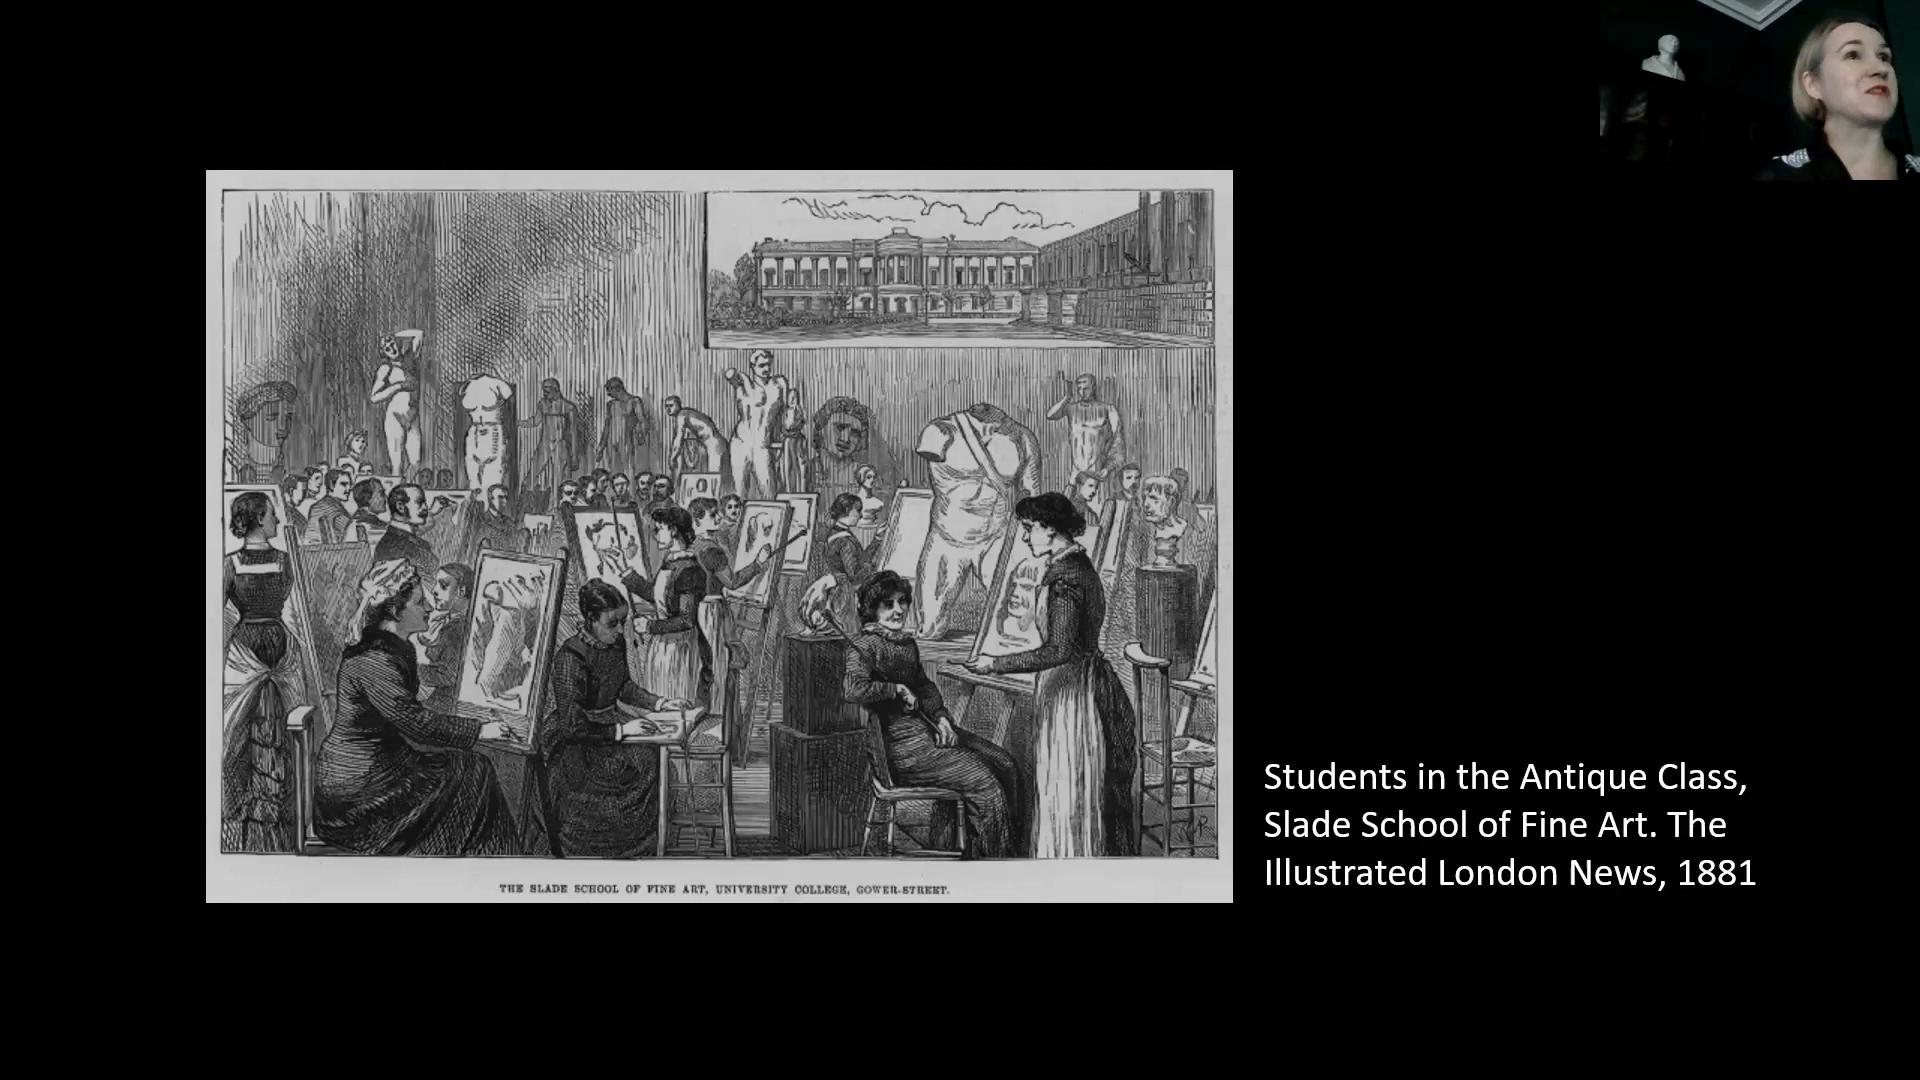 THE SLADE SCHOOL OF FINE ART, UNIVERSITY COLLEGE, GOWER-STREET.
Students in the Antique Class,
Slade School of Fine Art. The
Illustrated London News, 1881